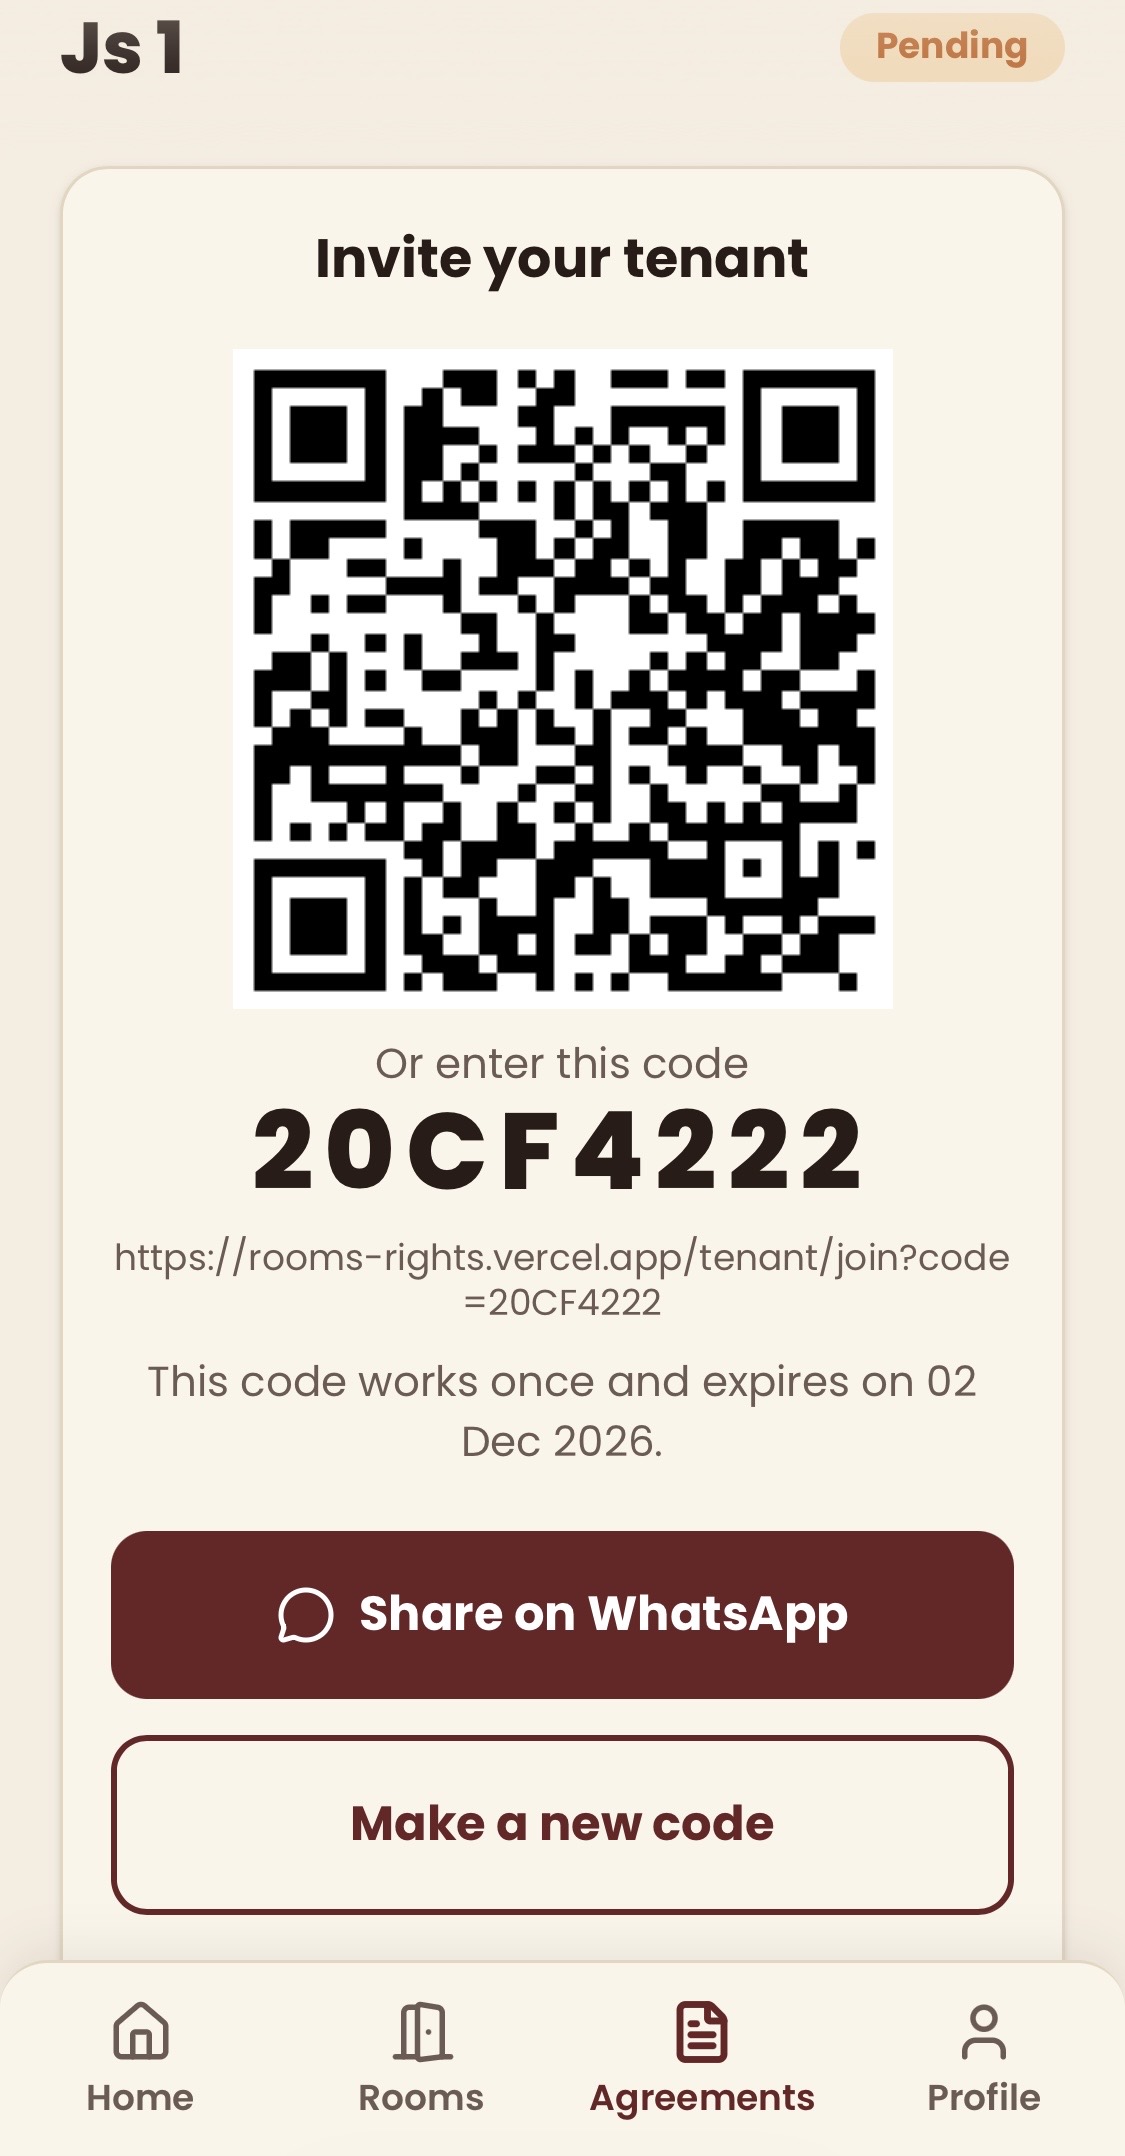 Js 1
Pending
Invite your tenant
Or enter this code
20CF4222
https://rooms-rights.vercel.app/tenant/join?code
=20CF4222
This code works once and expires on 02
Dec 2026.
Share on WhatsApp
Make a new code
Home
Rooms
Agreements
Profile